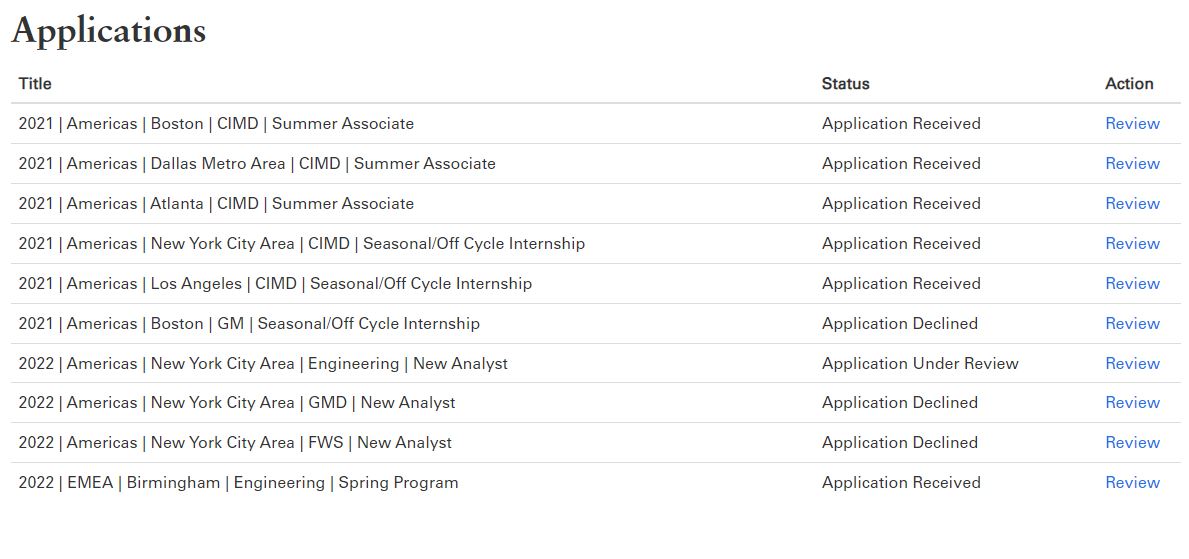 Applications
Title Status Action
2021 | Americas | Boston | CIMD | Summer Associate Application Received Review
2021 | Americas | Dallas Metro Area | CIMD | Summer Associate Application Received Review
2021 | Americas | Atlanta | CIMD | Summer Associate Application Received Review
2021 | Americas | New York City Area | CIMD | Seasonal/Off Cycle Internship Application Received Review
2021 | Americas | Los Angeles | CIMD | Seasonal/Off Cycle Internship Application Received Review
2021 | Americas | Boston | GM | Seasonal/Off Cycle Internship Application Declined Review
2022 | Americas | New York City Area | Engineering | New Analyst Application Under Review Review
2022 | Americas | New York City Area | GMD | New Analyst Application Declined Review
2022 | Americas | New York City Area | FWS | New Analyst Application Declined Review
2022 | EMEA | Birmingham | Engineering | Spring Program Application Received Review